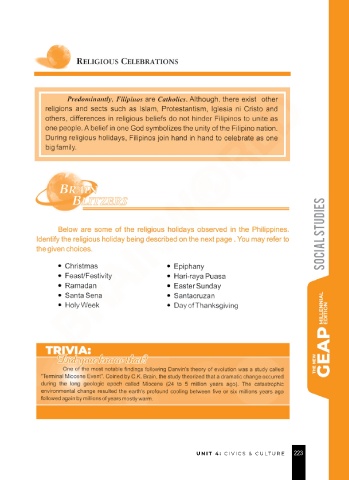 RELIGIOUS CELEBRATIONS
Predominantly, Filipinos are Catholics. Although, there exist other
religions and sects such as Islam, Protestantism, Iglesia ni Cristo and
others, differences in religious beliefs do not hinder Filipinos to unite as
one people. A belief in one God symbolizes the unity of the Filipino nation.
During religious holidays, Filipinos join hand in hand to celebrate as one
big family.
BRAIN
BLITZERS
Below are some of the religious holidays observed in the Philippines.
Identify the religious holiday being described on the next page . You may refer to
the given choices.
• Christmas
• Feast/Festivity
• Ramadan
• Santa Sena
• Holy Week
• Epiphany
• Hari-raya Puasa
• Easter Sunday
• Santacruzan
• Day of Thanksgiving
TRIVIA:
Did you know that?
One of the most notable findings following Darwin's theory of evolution was a study called
"Terminal Miocene Event". Coined by C.K. Brain, the study theorized that a dramatic change occurred
during the long geologic epoch called Miocene (24 to 5 million years ago). The catastrophic
environmental change resulted the earth's profound cooling between five or six millions years ago
followed again by millions of years mostly warm.
SOCIAL STUDIES
THE NEW
GEAP MILLENNIAL
EDITION
UNIT 4: CIVICS & CULTURE 223